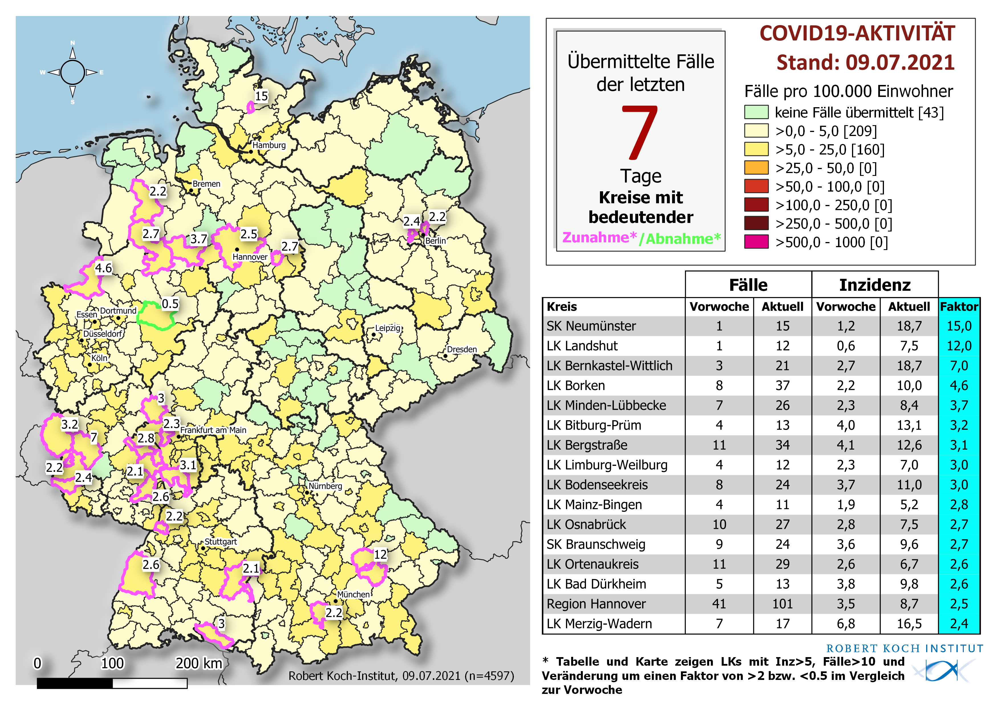 N
W
E
S
15
Hamburg
Bremen
2.2
2.7
3.7
2.5
Hannover
2.7
2.4
2.2
Berlin
4.6
0.5
Essen
Dortmund
Düsseldorf
Köln
Leipzig
Dresden
3
3.2
7
2.3
Frankfurt am Main
2.8
2.2
2.4
2.1
3.1
2.6
Nürnberg
2.2
Stuttgart
2.6
2.1
12
München
2.2
3
0 100 200 km
Robert Koch-Institut, 09.07.2021 (n=4597)
Übermittelte Fälle
der letzten
7
Tage
Kreise mit
bedeutender
Zunahme*/Abnahme*
COVID19-AKTIVITÄT
Stand: 09.07.2021
Fälle pro 100.000 Einwohner
keine Fälle übermittelt [43]
>0,0 - 5,0 [209]
>5,0 - 25,0 [160]
>25,0 - 50,0 [0]
>50,0 - 100,0 [0]
>100,0 - 250,0 [0]
>250,0 - 500,0 [0]
>500,0 - 1000 [0]
Fälle Inzidenz
Kreis Vorwoche Aktuell Vorwoche Aktuell Faktor
SK Neumünster 1 15 1,2 18,7 15,0
LK Landshut 1 12 0,6 7,5 12,0
LK Bernkastel-Wittlich 3 21 2,7 18,7 7,0
LK Borken 8 37 2,2 10,0 4,6
LK Minden-Lübbecke 7 26 2,3 8,4 3,7
LK Bitburg-Prüm 4 13 4,0 13,1 3,2
LK Bergstraße 11 34 4,1 12,6 3,1
LK Limburg-Weilburg 4 12 2,3 7,0 3,0
LK Bodenseekreis 8 24 3,7 11,0 3,0
LK Mainz-Bingen 4 11 1,9 5,2 2,8
LK Osnabrück 10 27 2,8 7,5 2,7
SK Braunschweig 9 24 3,6 9,6 2,7
LK Ortenaukreis 11 29 2,6 6,7 2,6
LK Bad Dürkheim 5 13 3,8 9,8 2,6
Region Hannover 41 101 3,5 8,7 2,5
LK Merzig-Wadern 7 17 6,8 16,5 2,4
ROBERT KOCH INSTITUT
* Tabelle und Karte zeigen LKs mit Inz>5, Fälle>10 und
Veränderung um einen Faktor von >2 bzw. <0.5 im Vergleich
zur Vorwoche